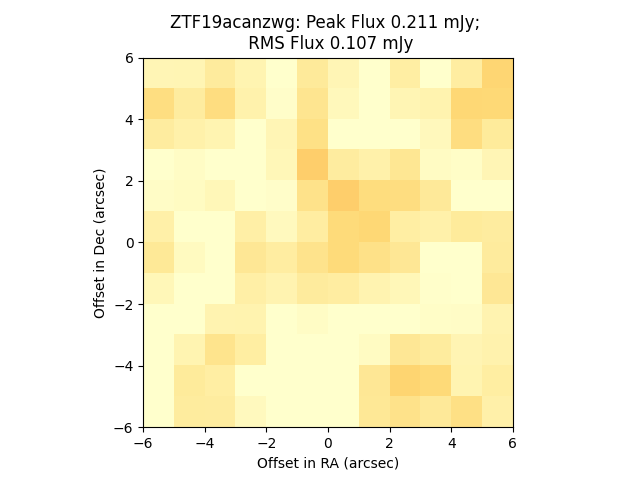 ZTF19acanzwg: Peak Flux 0.211 mJy;
RMS Flux 0.107 mJy
6
4
2
0
−2
−4
−6
Offset in Dec (arcsec)
−6 −4 −2 0 2 4 6
Offset in RA (arcsec)